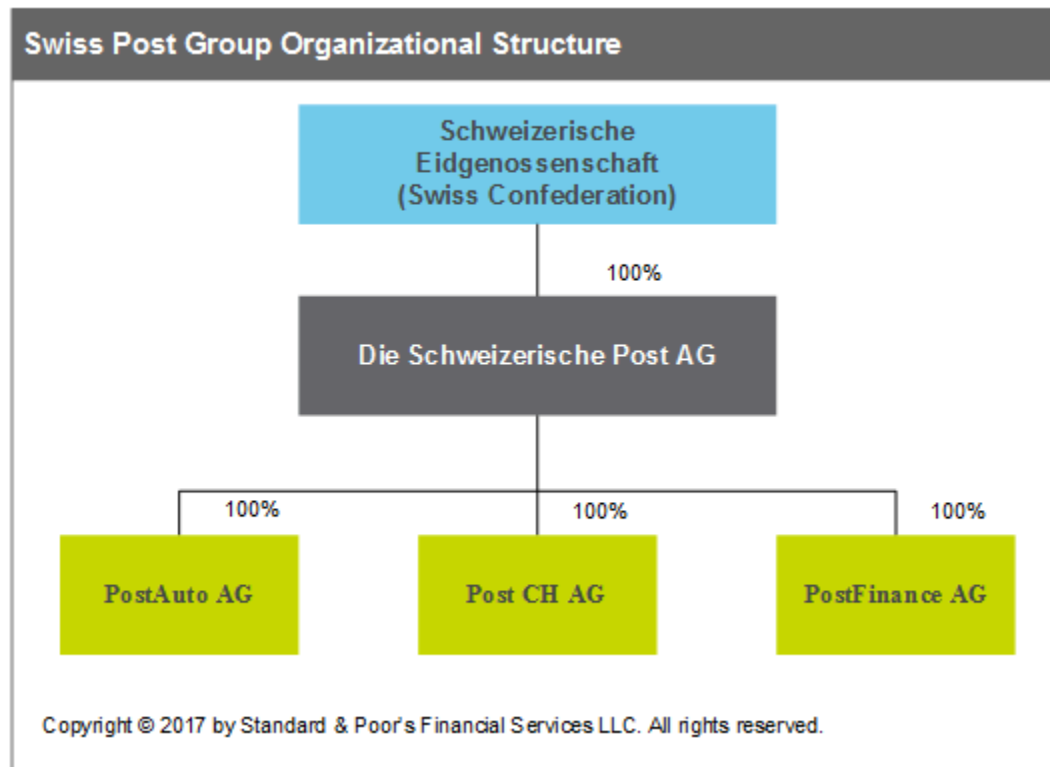 Swiss Post Group Organizational Structure
Schweizerische
Eidgenossenschaft
(Swiss Confederation)
100%
Die Schweizerische Post AG
100%
100%
100%
PostAuto AG
Post CH AG
PostFinance AG
Copyright © 2017 by Standard & Poor's Financial Services LLC. All rights reserved.